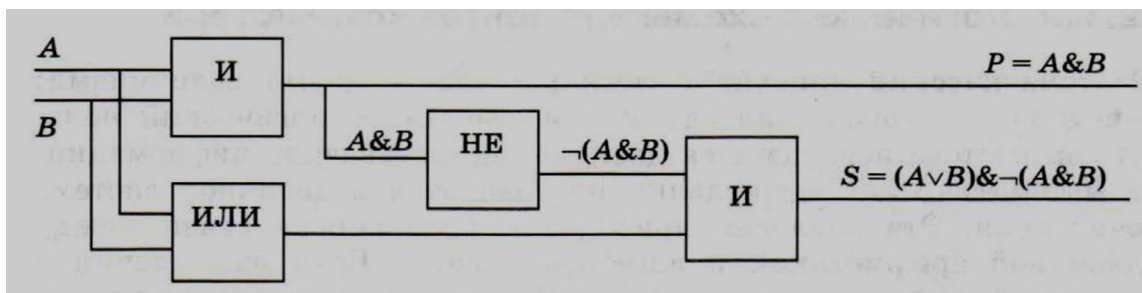 A
И
P = A&B
B
A&B
НЕ
¬(A&B)
И
S = (A∨B)&¬(A&B)
ИЛИ